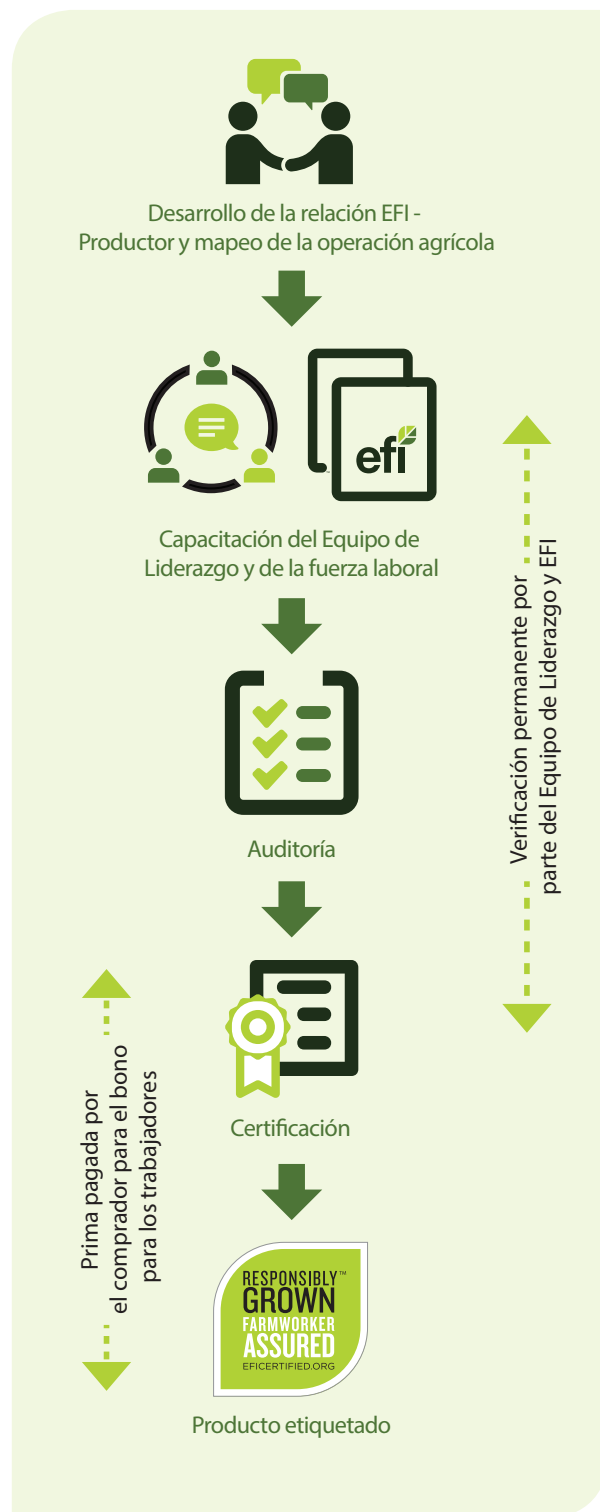 Desarrollo de la relación EFI -
Productor y mapeo de la operación agrícola
efi
Capacitación del Equipo de
Liderazgo y de la fuerza laboral
Verificación permanente por
parte del Equipo de Liderazgo y EFI
Auditoría
Certificación
Prima pagada por
el comprador para el bono
para los trabajadores
RESPONSIBLY™
GROWN
FARMWORKER
ASSURED
EFICERTIFIED.ORG
Producto etiquetado